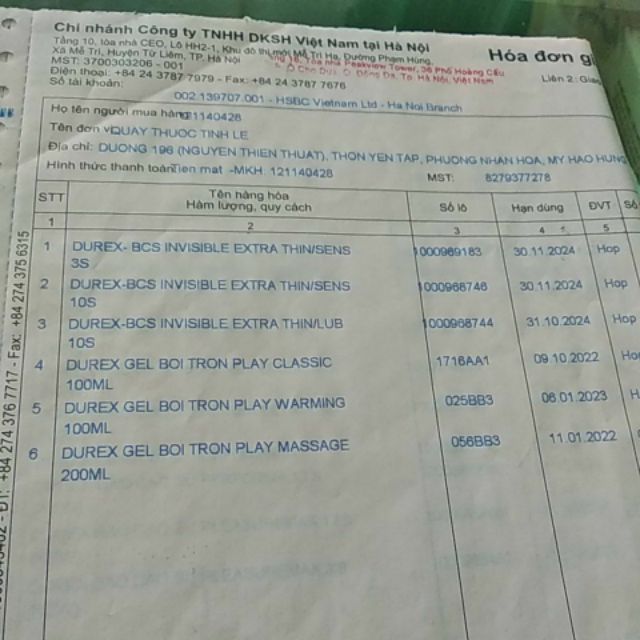 Chi nhánh Công ty TNHH DKSH Việt Nam tại Hà Nội
Hóa đơn
Tầng 10, tòa nhà CEO, Lô HH2-1, Khu đô thị mới Mễ Trì Hạ, Đường Phạm Hùng,
Xã Mễ Trì, Huyện Từ Liêm, TP. Hà Nội
MST: 3700303206 - 001
Điện thoại: +84 24 3787 7979 - Fax: +84 24 3787 7676
Liên 2:
Số tài khoản:
002.139707.001 - HSBC Vietnam Ltd - Ha Noi Branch
Họ tên người mua hàng 121140428
Tên đơn vị QUAY THUOC TINH LE
Địa chỉ: DUONG 196 (NGUYEN THIEN THUAT), THON YEN TAP, PHUONG NHAN HOA, MY HAO HUNG
Hình thức thanh toán Tien mat -MKH: 121140428 MST: 8279377278
STT Tên hàng hóa Hàm lượng, quy cách Số lô Hạn dùng ĐVT Số
1 2 3 4 5
1 DUREX- BCS INVISIBLE EXTRA THIN/SENS 1000969183 30.11.2024 Hop
3S
2 DUREX-BCS INVISIBLE EXTRA THIN/SENS 1000968746 30.11.2024 Hop
10S
3 DUREX-BCS INVISIBLE EXTRA THIN/LUB 1000968744 31.10.2024 Hop
10S
4 DUREX GEL BOI TRON PLAY CLASSIC 1716AA1 09.10.2022
100ML
5 DUREX GEL BOI TRON PLAY WARMING 025BB3 06.01.2023
100ML
6 DUREX GEL BOI TRON PLAY MASSAGE 056BB3 11.01.2022
200ML
ĐT: +84 274 376 7717 - Fax: +84 274 375 6315